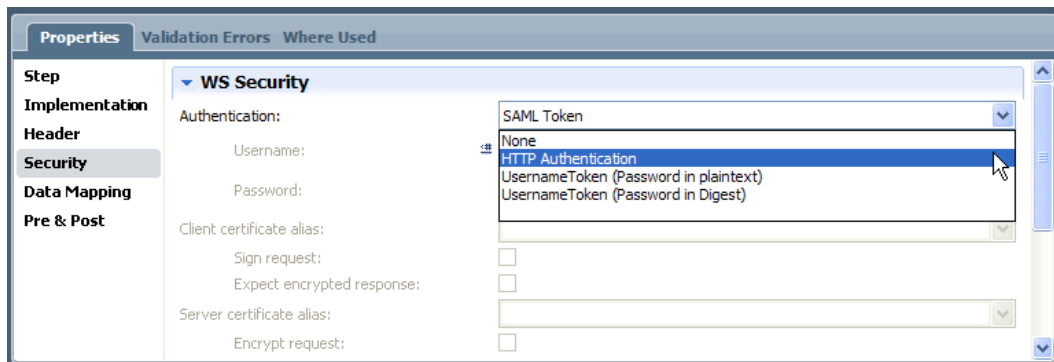 Properties Validation Errors Where Used
Step
Implementation
Header
Security
Data Mapping
Pre & Post
WS Security
Authentication: SAML Token
None
HTTP Authentication
UsernameToken (Password in plaintext)
UsernameToken (Password in Digest)
Username:
Password:
Client certificate alias:
Sign request:
Expect encrypted response:
Server certificate alias:
Encrypt request: